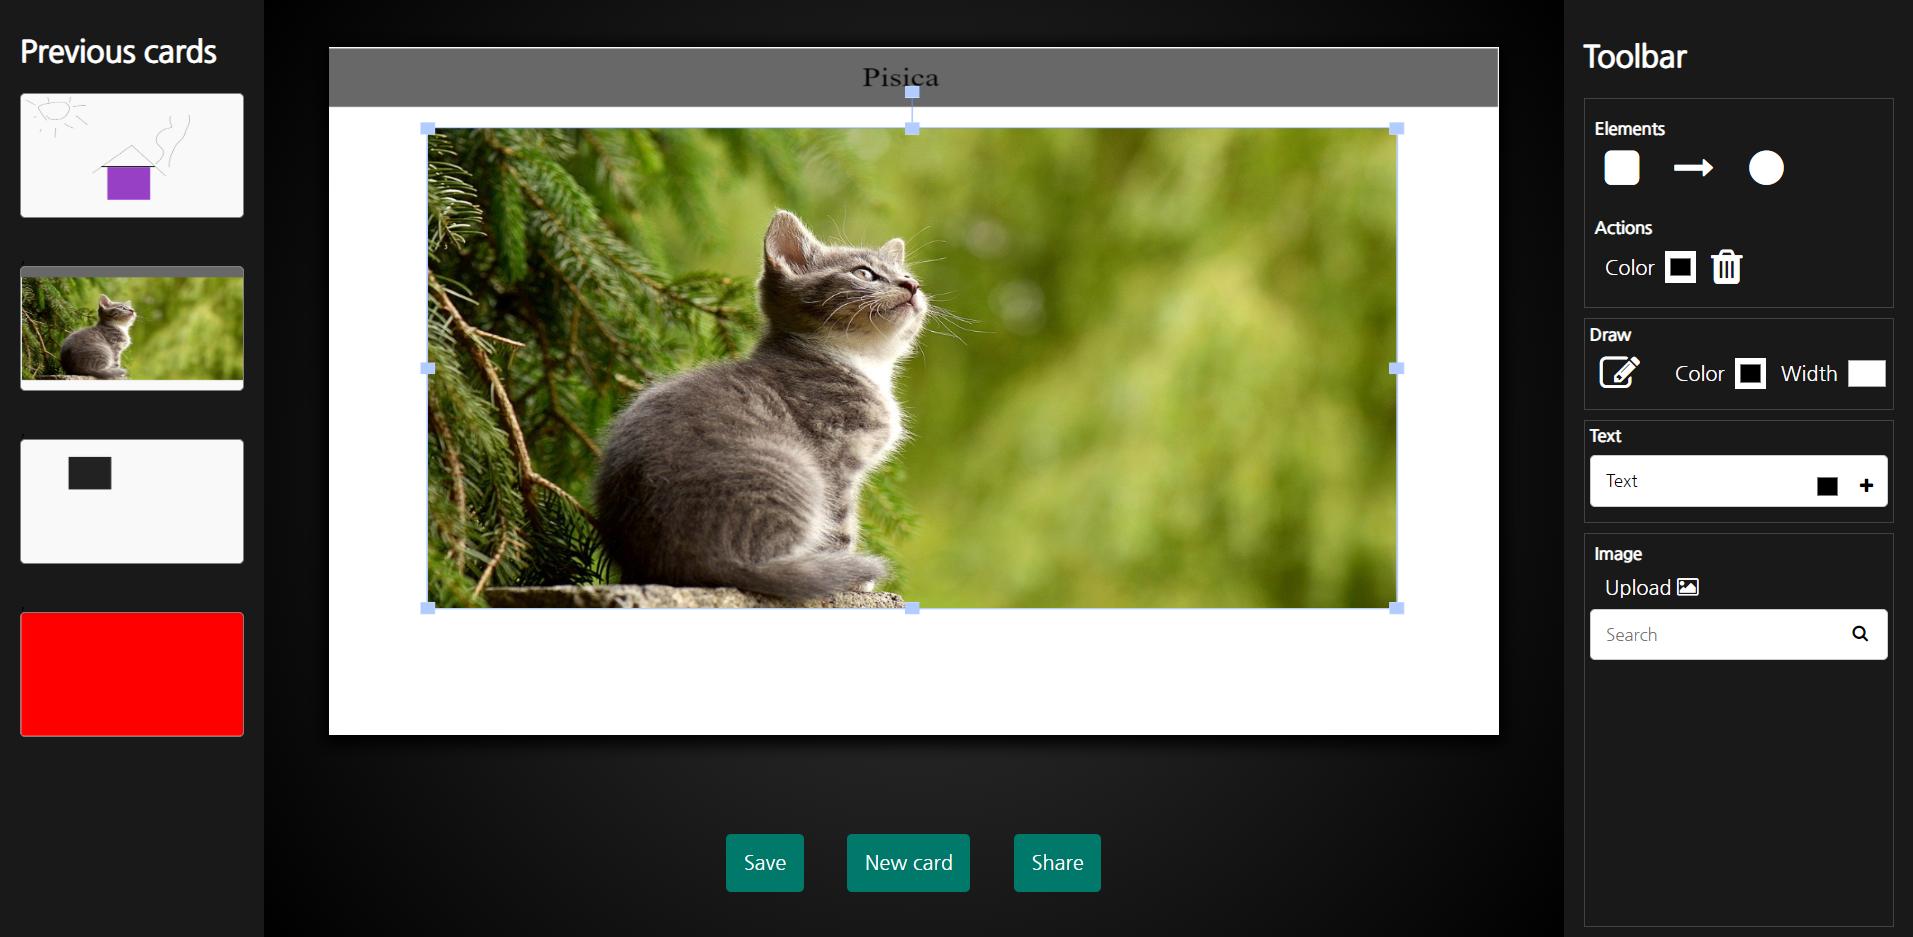 Previous cards
Pisica
Save
New card
Share
Toolbar
Elements
Actions
Color
Draw
Color
Width
Text
Text
Image
Upload
Search